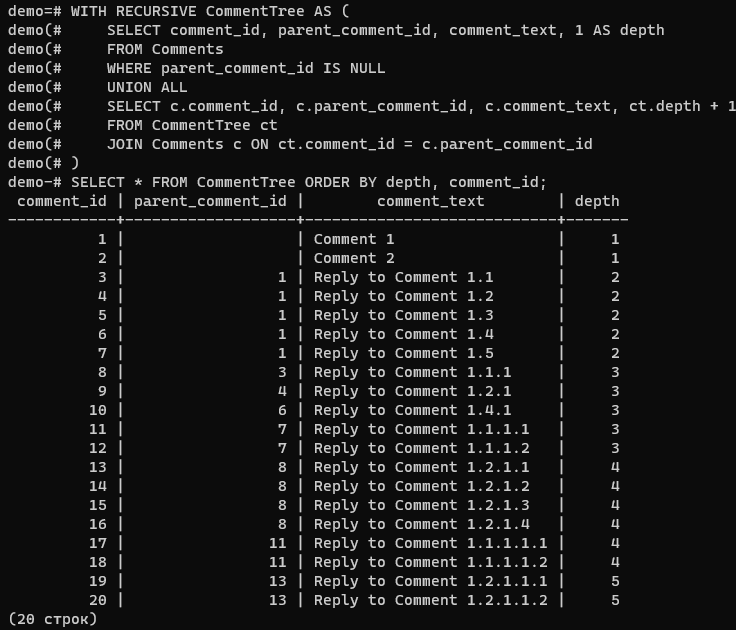 demo=# WITH RECURSIVE CommentTree AS (
demo(#     SELECT comment_id, parent_comment_id, comment_text, 1 AS depth
demo(#     FROM Comments
demo(#     WHERE parent_comment_id IS NULL
demo(#     UNION ALL
demo(#     SELECT c.comment_id, c.parent_comment_id, c.comment_text, ct.depth + 1
demo(#     FROM CommentTree ct
demo(#     JOIN Comments c ON ct.comment_id = c.parent_comment_id
demo(# )
demo-# SELECT * FROM CommentTree ORDER BY depth, comment_id;
 comment_id | parent_comment_id |        comment_text        | depth
------------+-------------------+----------------------------+-------
          1 |                   | Comment 1                  |     1
          2 |                   | Comment 2                  |     1
          3 |                 1 | Reply to Comment 1.1       |     2
          4 |                 1 | Reply to Comment 1.2       |     2
          5 |                 1 | Reply to Comment 1.3       |     2
          6 |                 1 | Reply to Comment 1.4       |     2
          7 |                 1 | Reply to Comment 1.5       |     2
          8 |                 3 | Reply to Comment 1.1.1     |     3
          9 |                 4 | Reply to Comment 1.2.1     |     3
         10 |                 6 | Reply to Comment 1.4.1     |     3
         11 |                 7 | Reply to Comment 1.1.1.1   |     3
         12 |                 7 | Reply to Comment 1.1.1.2   |     3
         13 |                 8 | Reply to Comment 1.2.1.1   |     4
         14 |                 8 | Reply to Comment 1.2.1.2   |     4
         15 |                 8 | Reply to Comment 1.2.1.3   |     4
         16 |                 8 | Reply to Comment 1.2.1.4   |     4
         17 |                11 | Reply to Comment 1.1.1.1.1 |     4
         18 |                11 | Reply to Comment 1.1.1.1.2 |     4
         19 |                13 | Reply to Comment 1.2.1.1.1 |     5
         20 |                13 | Reply to Comment 1.2.1.1.2 |     5
(20 строк)